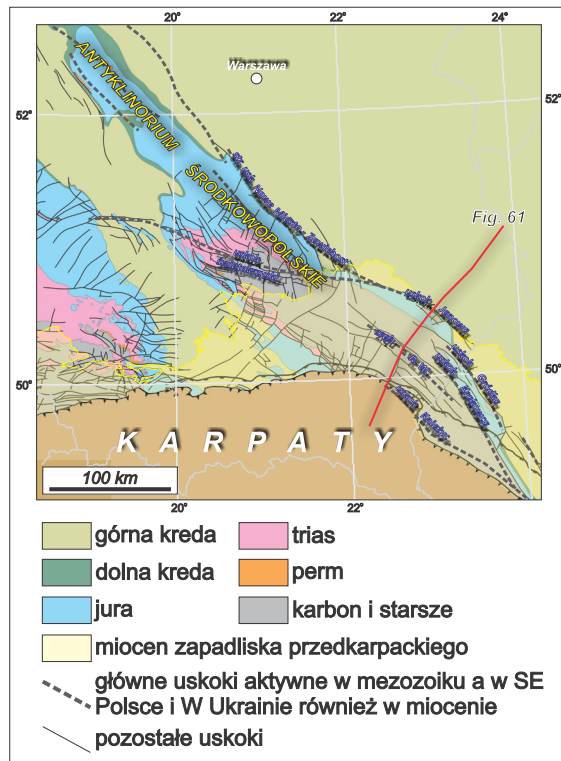 20° 22° 24°
Warszawa
52° 52°
ANTYKLINORIUM
ŚRODKOWOPOLSKIE
Fig. 61
50° 50°
KARPATY
100 km
20° 22° 24°
górna kreda
trias
dolna kreda
perm
jura
karbon i starsze
miocen zapadliska przedkarpackiego
główne uskoki aktywne w mezozoiku a w SE
Polsce i W Ukrainie również w miocenie
pozostałe uskoki